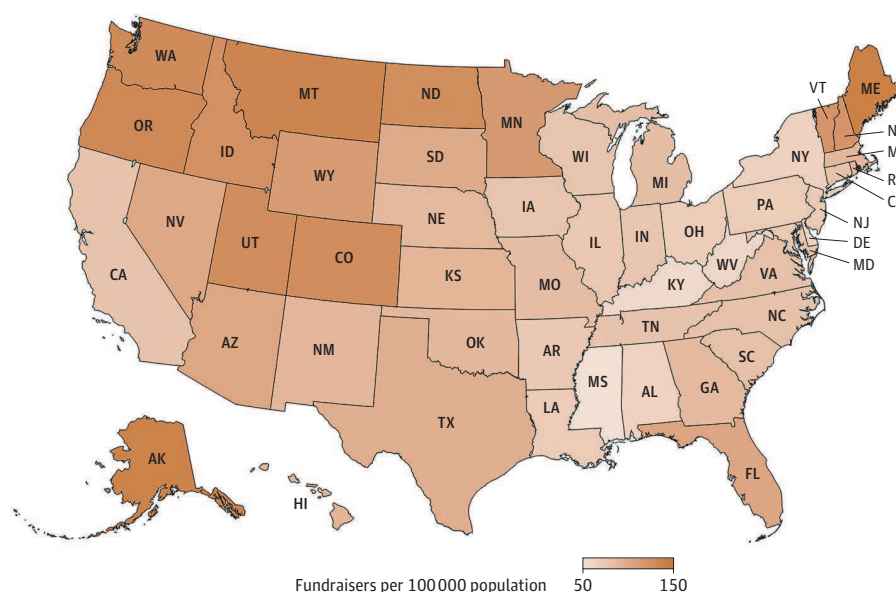 WA
MT
ND
MN
VT
ME
OR
ID
SD
WI
NY
N
M
R
C
WY
MI
IA
PA
NJ
NE
NV
UT
CO
IL
IN
OH
DE
MD
CA
KS
MO
WV
VA
KY
AZ
NM
OK
AR
TN
NC
SC
MS
AL
GA
LA
TX
FL
AK
HI
Fundraisers per 100 000 population
50
150